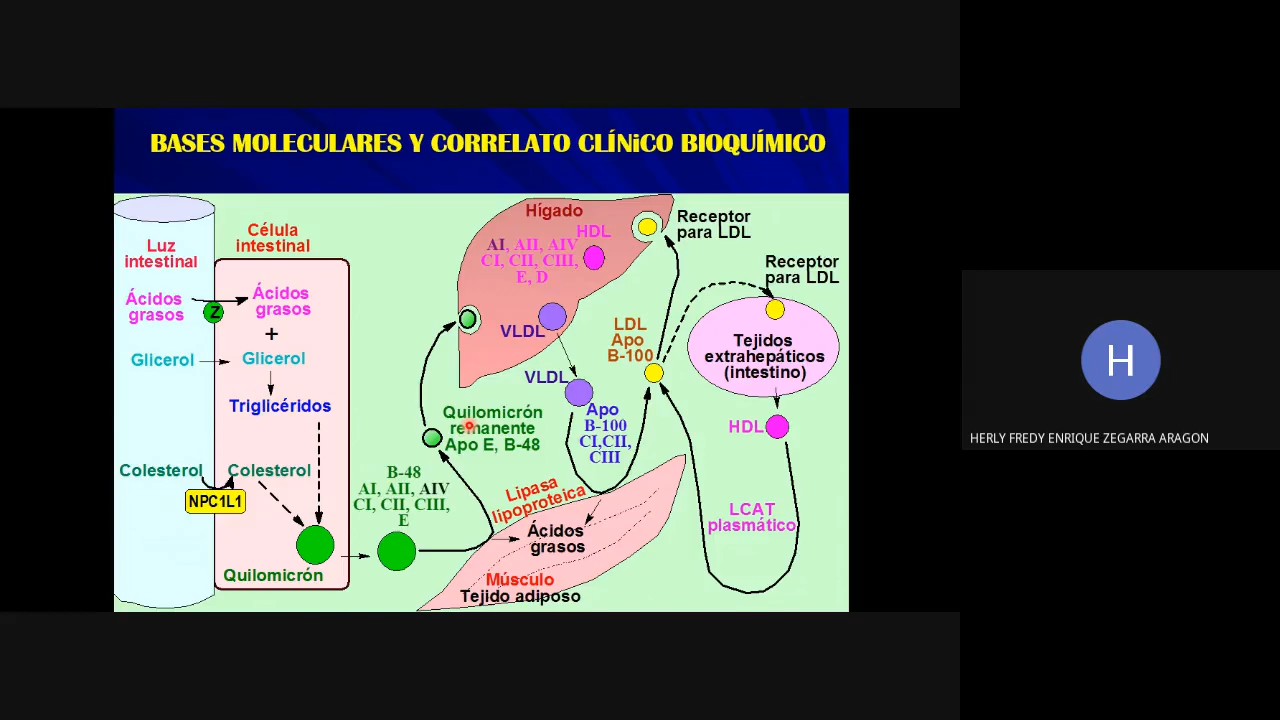 BASES MOLECULARES Y CORRELATO CLÍNiCO BIOQUÍMICO
Luz
intestinal
Ácidos
grasos
Glicerol
Colesterol
Célula
intestinal
Z
Ácidos
grasos
+
Glicerol
Triglicéridos
Colesterol
NPC1L1
Quilomicrón
B-48
AI, AII, AIV
CI, CII, CIII,
E
Quilomicrón
remanente
Apo E, B-48
Hígado
HDL
AI, AII, AIV
CI, CII, CIII,
E, D
VLDL
VLDL
Apo
B-100
CI,CII,
CIII
LDL
Apo
B-100
Receptor
para LDL
Receptor
para LDL
Tejidos
extrahepáticos
(intestino)
HDL
LCAT
plasmático
Lipasa
lipoproteica
Ácidos
grasos
Músculo
Tejido adiposo
H
HERLY FREDY ENRIQUE ZEGARRA ARAGON